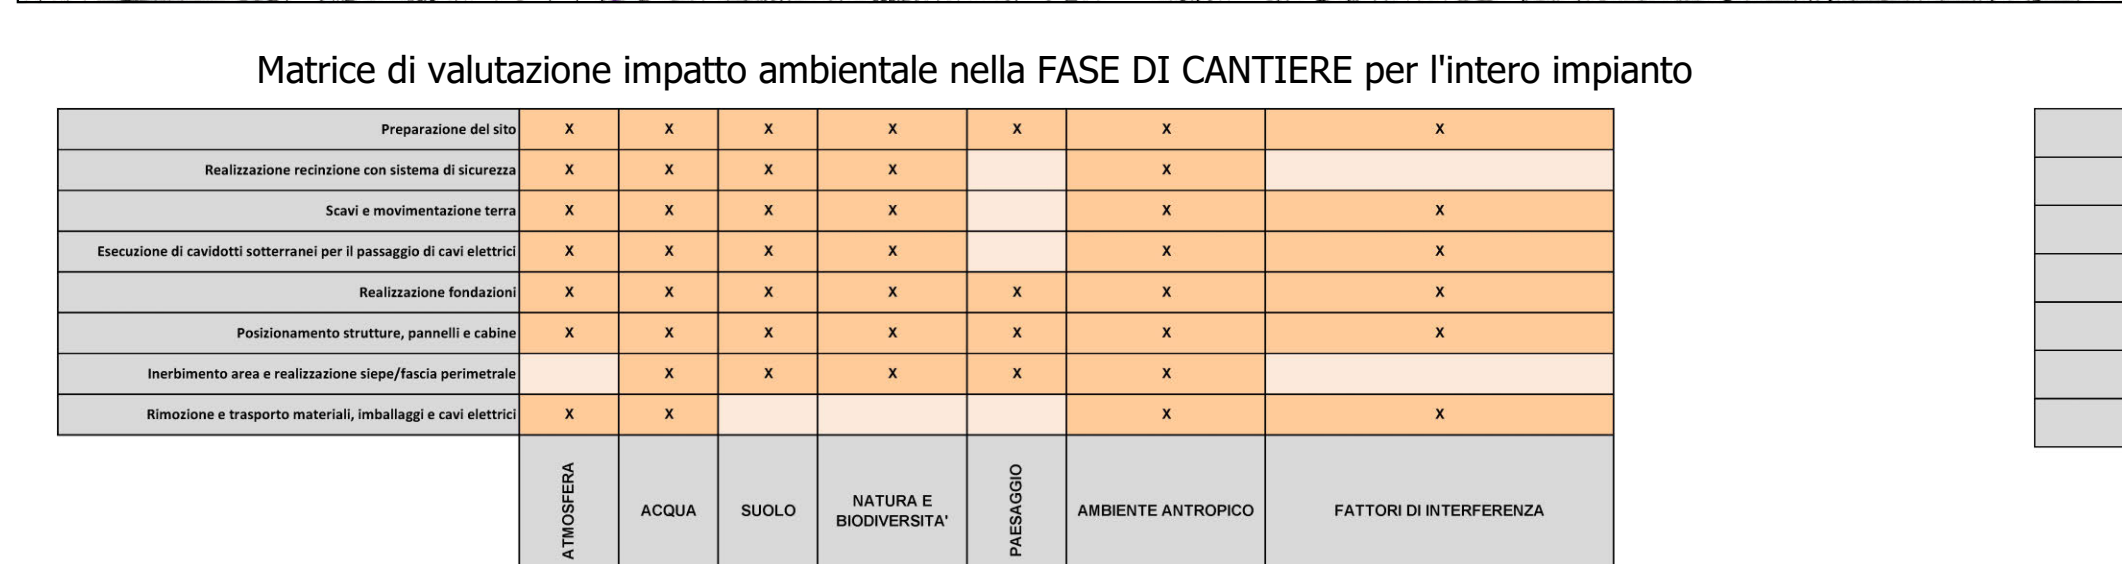 Matrice di valutazione impatto ambientale nella FASE DI CANTIERE per l'intero impianto
Preparazione del sito X X X X X X X
Realizzazione recinzione con sistema di sicurezza X X X X X
Scavi e movimentazione terra X X X X X X
Esecuzione di cavidotti sotterranei per il passaggio di cavi elettrici X X X X X X
Realizzazione fondazioni X X X X X X X
Posizionamento strutture, pannelli e cabine X X X X X X X
Inerbimento area e realizzazione siepe/fascia perimetrale X X X X X
Rimozione e trasporto materiali, imballaggi e cavi elettrici X X X X
ATMOSFERA
ACQUA
SUOLO
NATURA E
BIODIVERSITA'
PAESAGGIO
AMBIENTE ANTROPICO
FATTORI DI INTERFERENZA